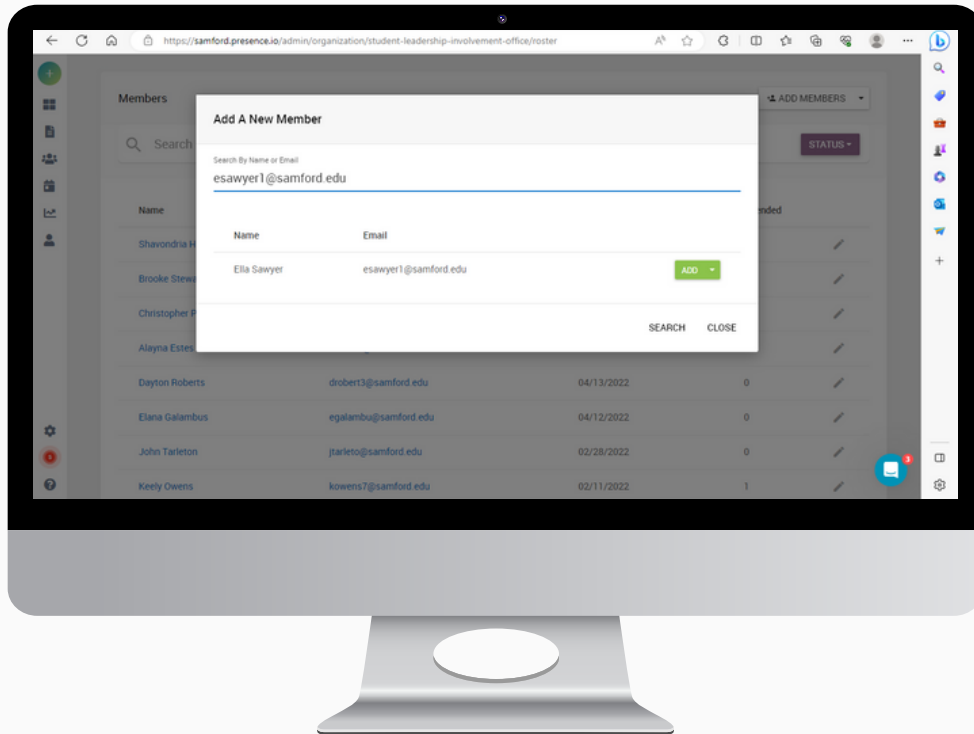 https://samford.presence.io/admin/organization/student-leadership-involvement-office/roster
Members
ADD MEMBERS
Add A New Member
Search
STATUS
Search By Name or Email
esawyer1@samford.edu
Name
Name Email
Shavondria H
Ella Sawyer esawyer1@samford.edu ADD
Brooke Stewa
Christopher P
SEARCH CLOSE
Alayna Estes
Dayton Roberts drobert3@samford.edu 04/13/2022 0
Elana Galambus egalambu@samford.edu 04/12/2022 0
John Tarleton jtarleto@samford.edu 02/28/2022 0
3
Keely Owens kowens7@samford.edu 02/11/2022 1